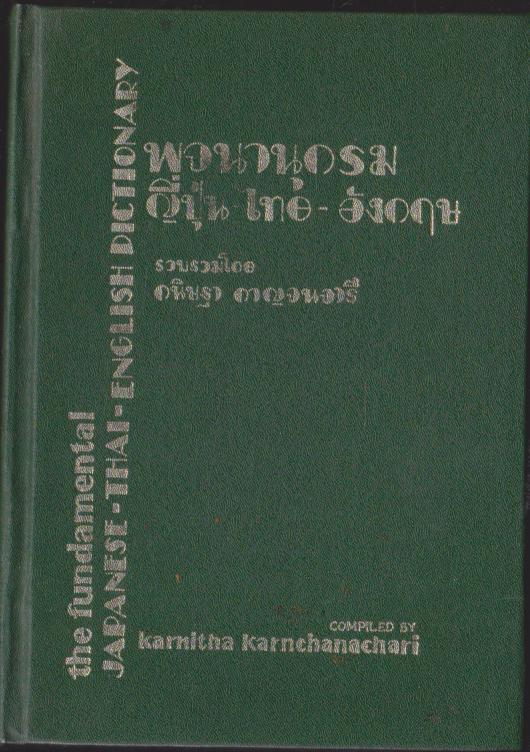 พจนานุกรม
ญี่ปุ่น-ไทย-อังกฤษ
รวบรวมโดย
กนิษฐา กาญจนจารี
the fundamental
JAPANESE-THAI-ENGLISH DICTIONARY
COMPILED BY
karnitha karnchanachari